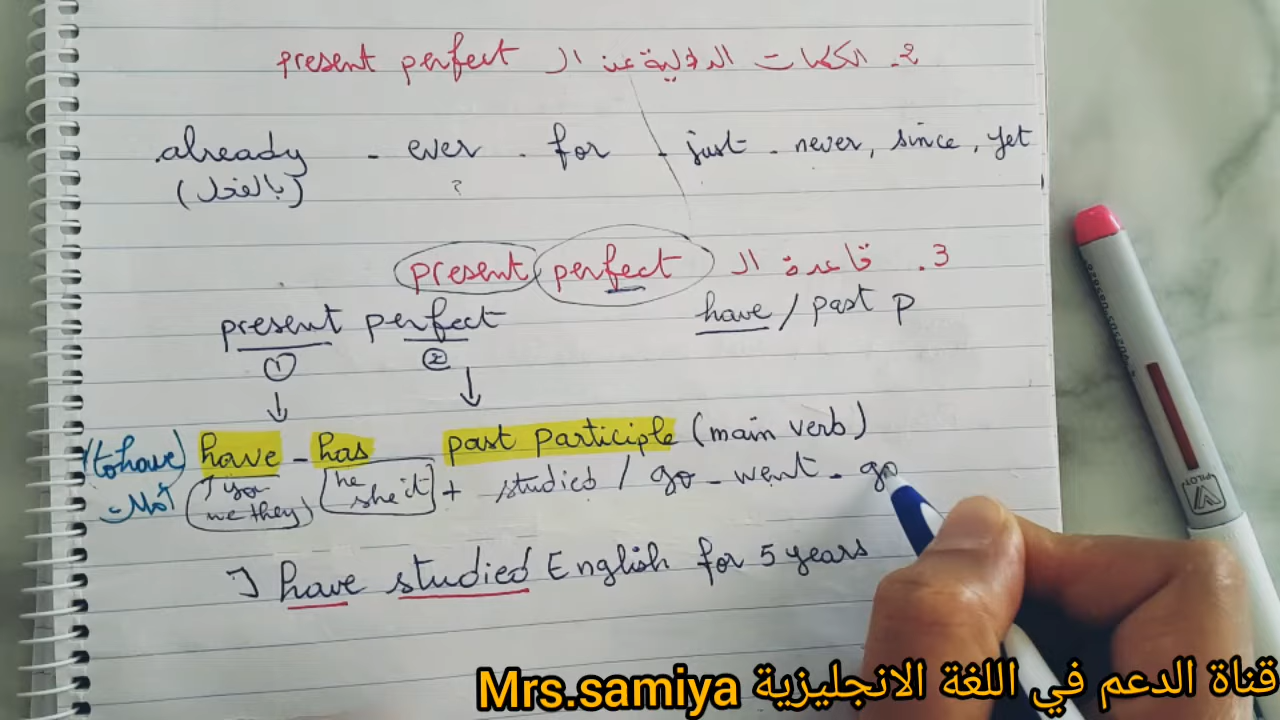 2. الكلمات الدالة عن ال present perfect
already - ever - for - just - never, since, yet
(بالفعل) ?
3. قاعدة ال present perfect
present perfect have / past p
① ②
(to have) have - has past participle (main verb)
I you he
we they she it + studied / go - went - go
I have studied English for 5 years
PILOT
قناة الدعم في اللغة الانجليزية Mrs.samiya